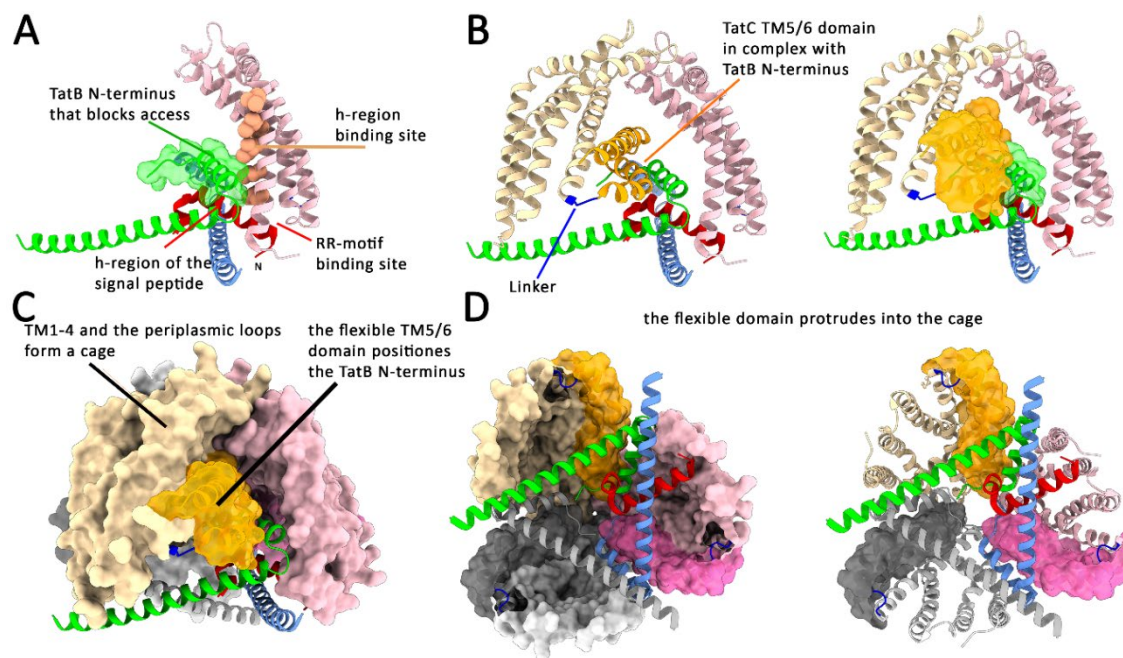 A
TatB N-terminus
that blocks access
h-region
binding site
RR-motif
binding site
h-region of the
signal peptide
N
B
TatC TM5/6 domain
in complex with
TatB N-terminus
Linker
C
TM1-4 and the periplasmic loops
form a cage
the flexible TM5/6
domain positiones
the TatB N-terminus
D
the flexible domain protrudes into the cage